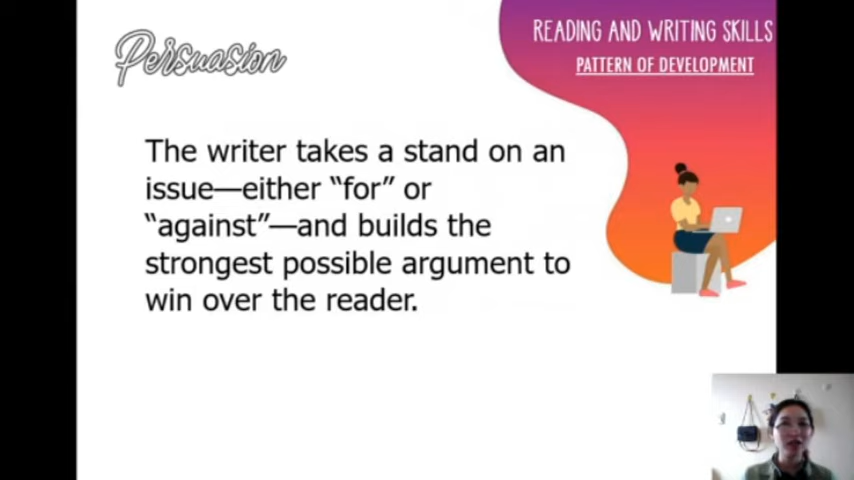 Persuasion
READING AND WRITING SKILLS
PATTERN OF DEVELOPMENT
The writer takes a stand on an
issue—either “for” or
“against”—and builds the
strongest possible argument to
win over the reader.